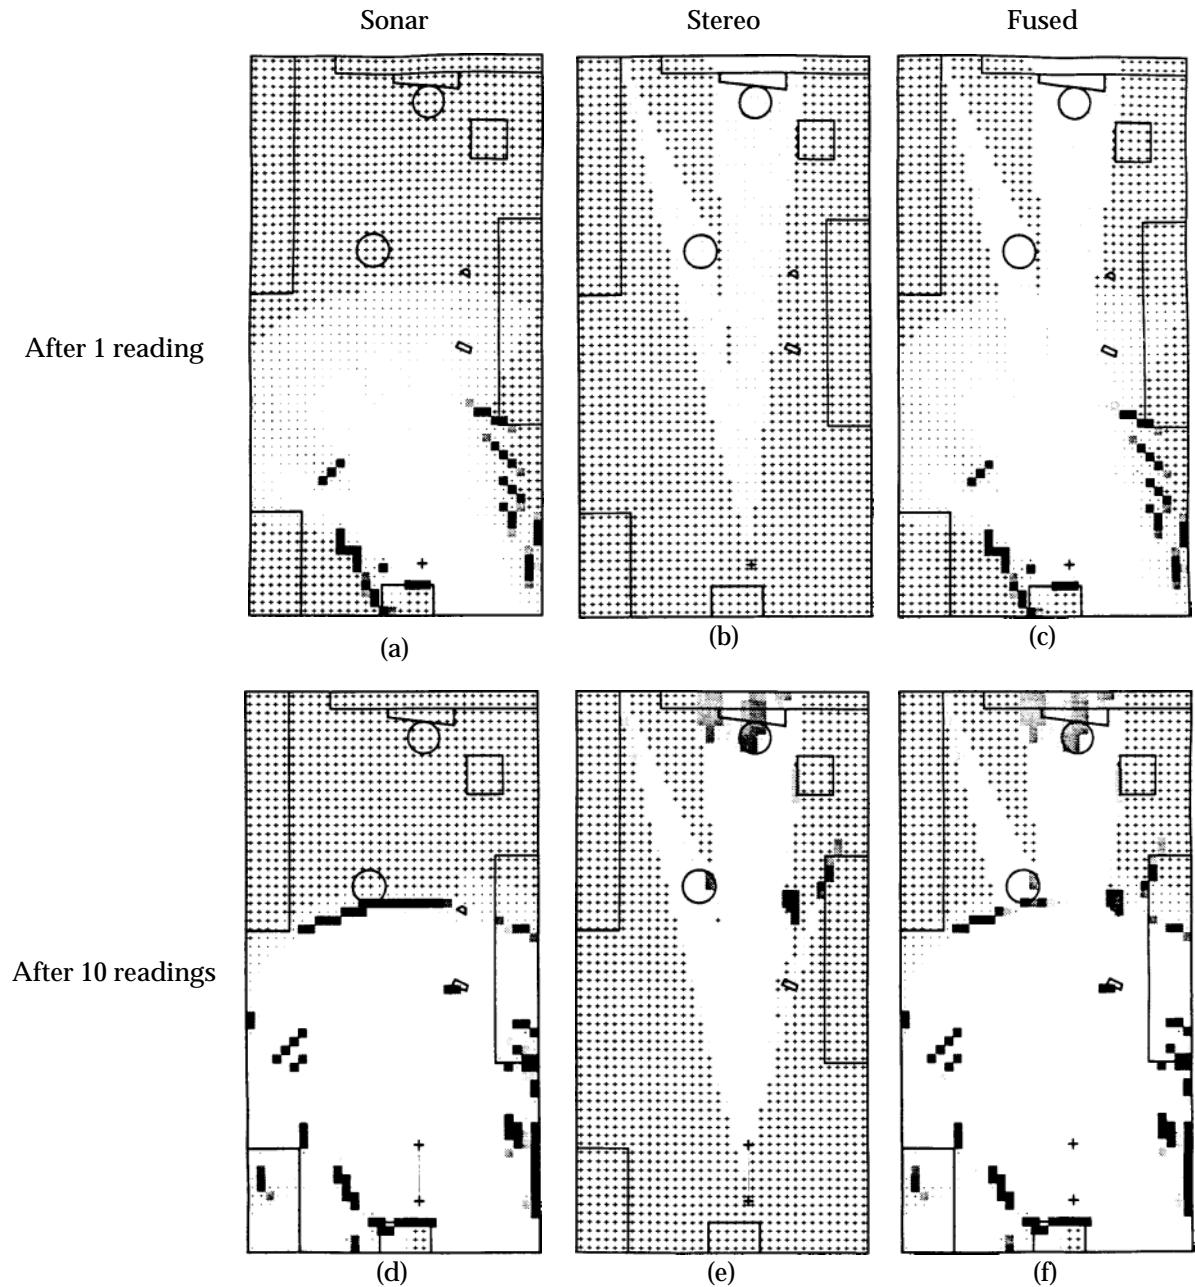 Sonar
Stereo
Fused
After 1 reading
(a)
(b)
(c)
After 10 readings
(d)
(e)
(f)